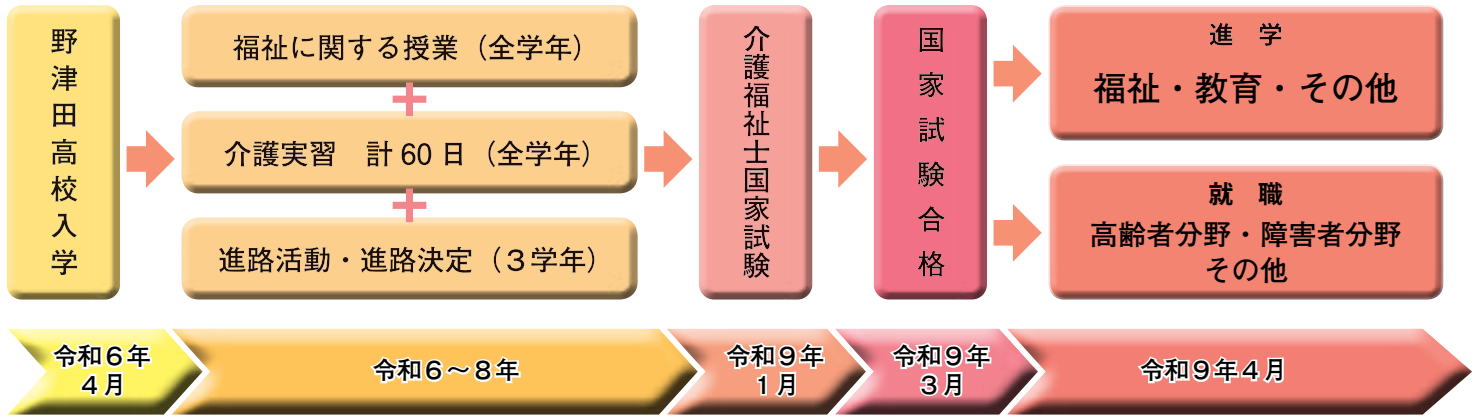 野津田高校入学
福祉に関する授業（全学年）
＋
介護実習　計60日（全学年）
＋
進路活動・進路決定（３学年）
介護福祉士国家試験
国家試験合格
進　学
福祉・教育・その他
就　職
高齢者分野・障害者分野
その他
令和６年
４月
令和６～８年
令和９年
１月
令和９年
３月
令和９年４月